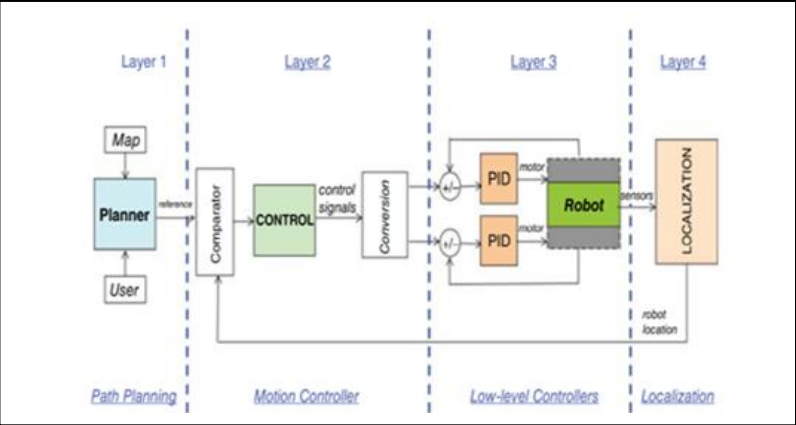 Layer 1
Layer 2
Layer 3
Layer 4
Map
Planner
User
reference
Comparator
CONTROL
control
signals
Conversion
+/-
PID
motor
+/-
PID
motor
Robot
sensors
LOCALIZATION
robot
location
Path Planning
Motion Controller
Low-level Controllers
Localization